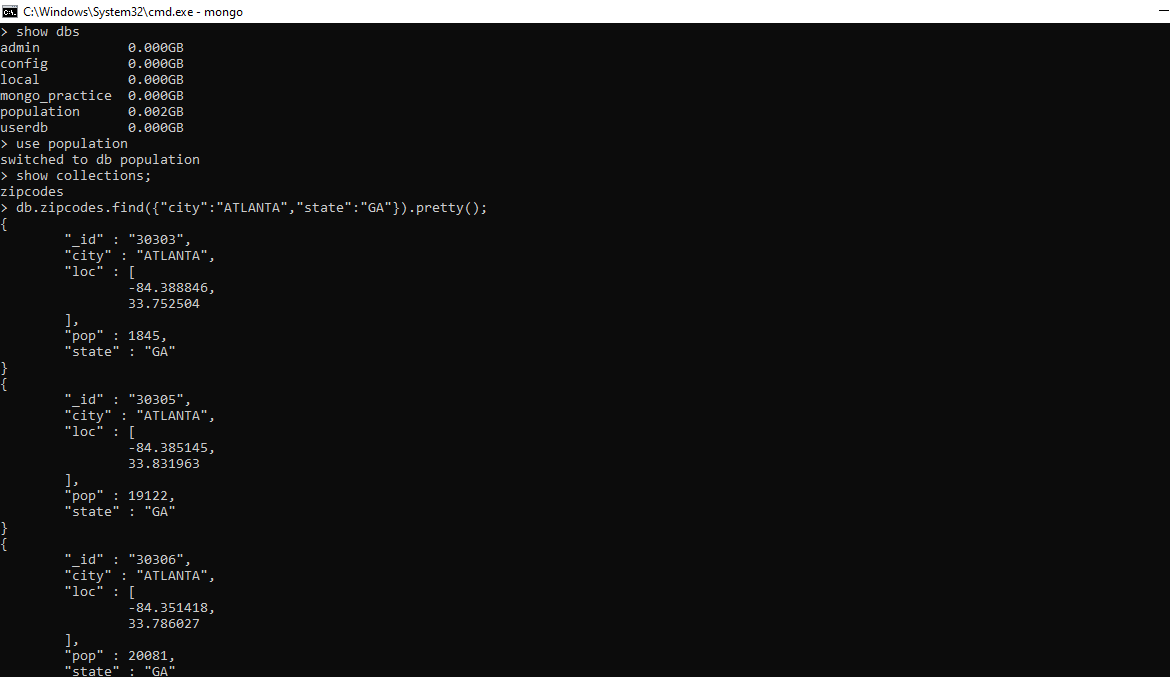 C:\Windows\System32\cmd.exe - mongo
> show dbs
admin           0.000GB
config          0.000GB
local           0.000GB
mongo_practice  0.000GB
population      0.002GB
userdb          0.000GB
> use population
switched to db population
> show collections;
zipcodes
> db.zipcodes.find({"city":"ATLANTA","state":"GA"}).pretty();
{
        "_id" : "30303",
        "city" : "ATLANTA",
        "loc" : [
                -84.388846,
                33.752504
        ],
        "pop" : 1845,
        "state" : "GA"
}
{
        "_id" : "30305",
        "city" : "ATLANTA",
        "loc" : [
                -84.385145,
                33.831963
        ],
        "pop" : 19122,
        "state" : "GA"
}
{
        "_id" : "30306",
        "city" : "ATLANTA",
        "loc" : [
                -84.351418,
                33.786027
        ],
        "pop" : 20081,
        "state" : "GA"